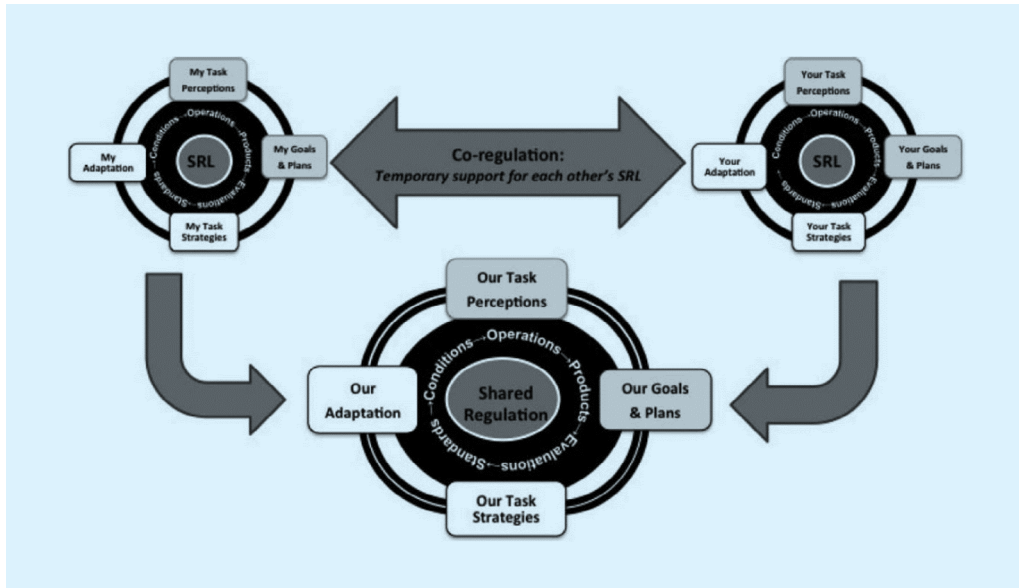 My Task
Perceptions
My Adaptation
Conditions→Operations→Products→Evaluations→Standards→
SRL
My Goals
& Plans
My Task
Strategies
Co-regulation:
Temporary support for each other's SRL
Your Task
Perceptions
Your
Adaptation
Conditions→Operations→Products→Evaluations→Standards→
SRL
Your Goals
& Plans
Your Task
Strategies
Our Task
Perceptions
Our
Adaptation
Conditions→Operations→Products→Evaluations→Standards→
Shared
Regulation
Our Goals
& Plans
Our Task
Strategies